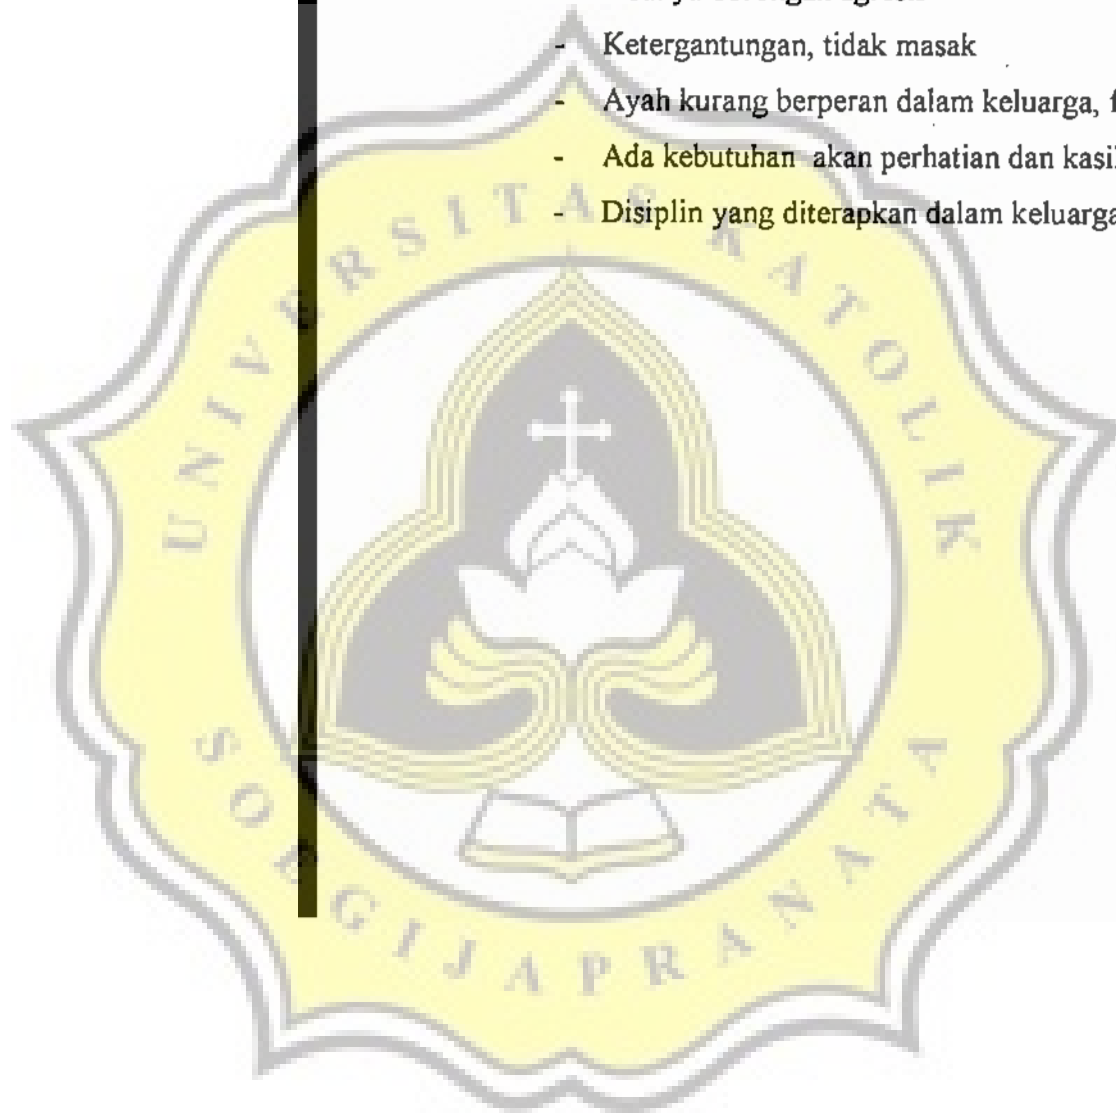 - Ketergantungan, tidak masak
- Ayah kurang berperan dalam keluarga,
- Ada kebutuhan akan perhatian dan
- Disiplin yang diterapkan dalam keluarga
UNIVERSITAS KATOLIK
SOEGIJAPRANATA